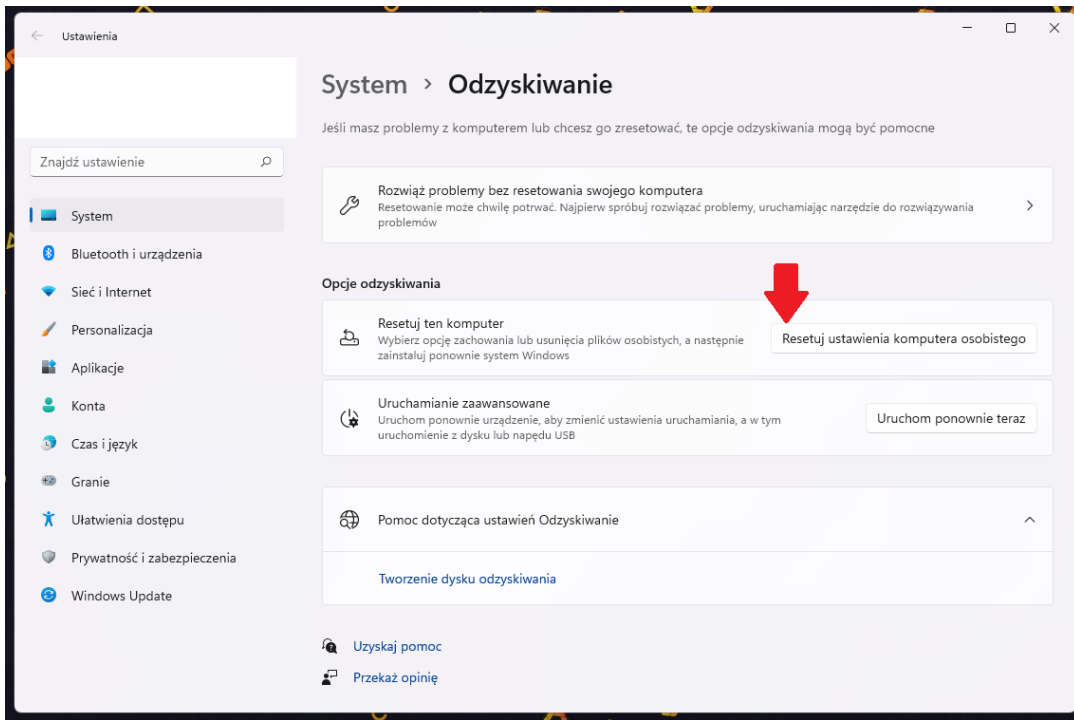 Ustawienia
System > Odzyskiwanie
Jeśli masz problemy z komputerem lub chcesz go zresetować, te opcje odzyskiwania mogą być pomocne
Znajdź ustawienie
System
Bluetooth i urządzenia
Sieć i Internet
Personalizacja
Aplikacje
Konta
Czas i język
Granie
Ułatwienia dostępu
Prywatność i zabezpieczenia
Windows Update
Rozwiąż problemy bez resetowania swojego komputera
Resetowanie może chwilę potrwać. Najpierw spróbuj rozwiązać problemy, uruchamiając narzędzie do rozwiązywania
problemów
Opcje odzyskiwania
Resetuj ten komputer
Wybierz opcję zachowania lub usunięcia plików osobistych, a następnie
zainstaluj ponownie system Windows
Resetuj ustawienia komputera osobistego
Uruchamianie zaawansowane
Uruchom ponownie urządzenie, aby zmienić ustawienia uruchamiania, a w tym
uruchomienie z dysku lub napędu USB
Uruchom ponownie teraz
Pomoc dotycząca ustawień Odzyskiwanie
Tworzenie dysku odzyskiwania
Uzyskaj pomoc
Przekaż opinię